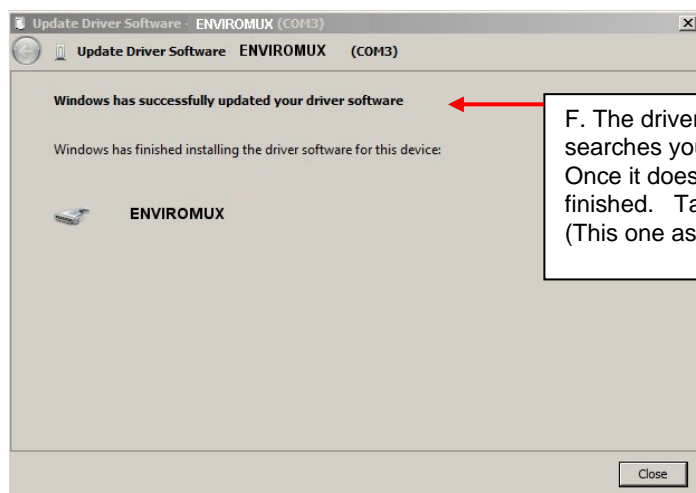 Update Driver Software - ENVIROMUX (COM3)
Update Driver Software ENVIROMUX (COM3)
Windows has successfully updated your driver software
Windows has finished installing the driver software for this device:
ENVIROMUX
F. The driver
searches you
Once it does
finished. Ta
(This one as
Close